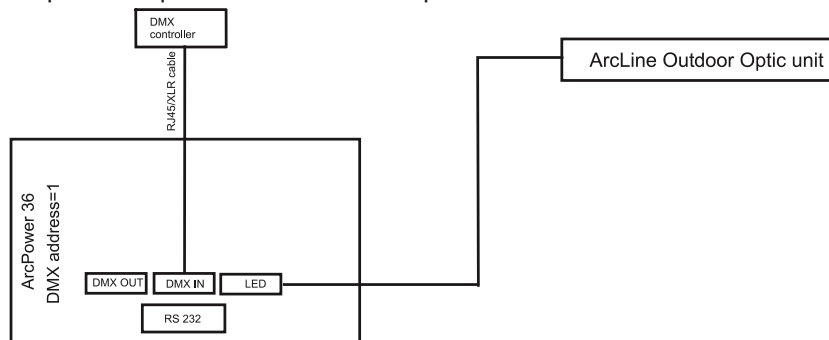 DMX
controller
RJ45/XLR cable
ArcLine Outdoor Optic unit
ArcPower 36
DMX address=1
DMX OUT
DMX IN
LED
RS 232